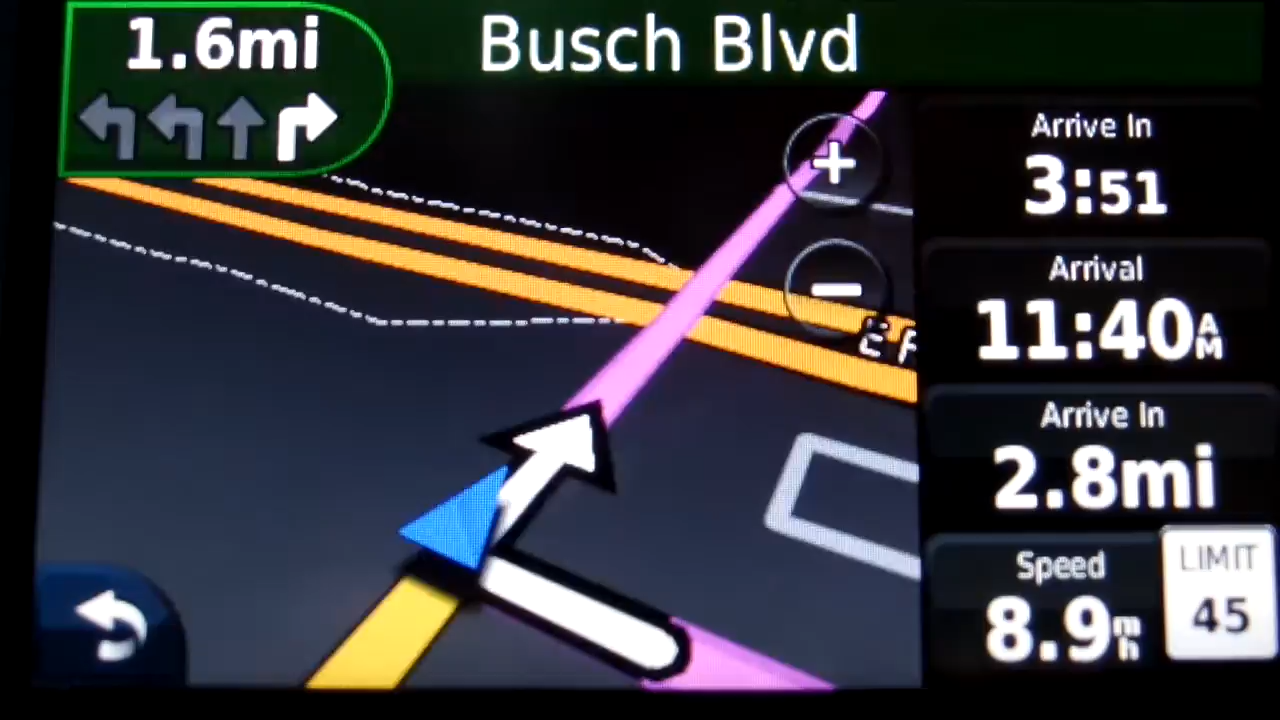 1.6mi
Busch Blvd
Arrive In
3:51
Arrival
11:40AM
Arrive In
2.8mi
Speed
8.9mh
LIMIT
45